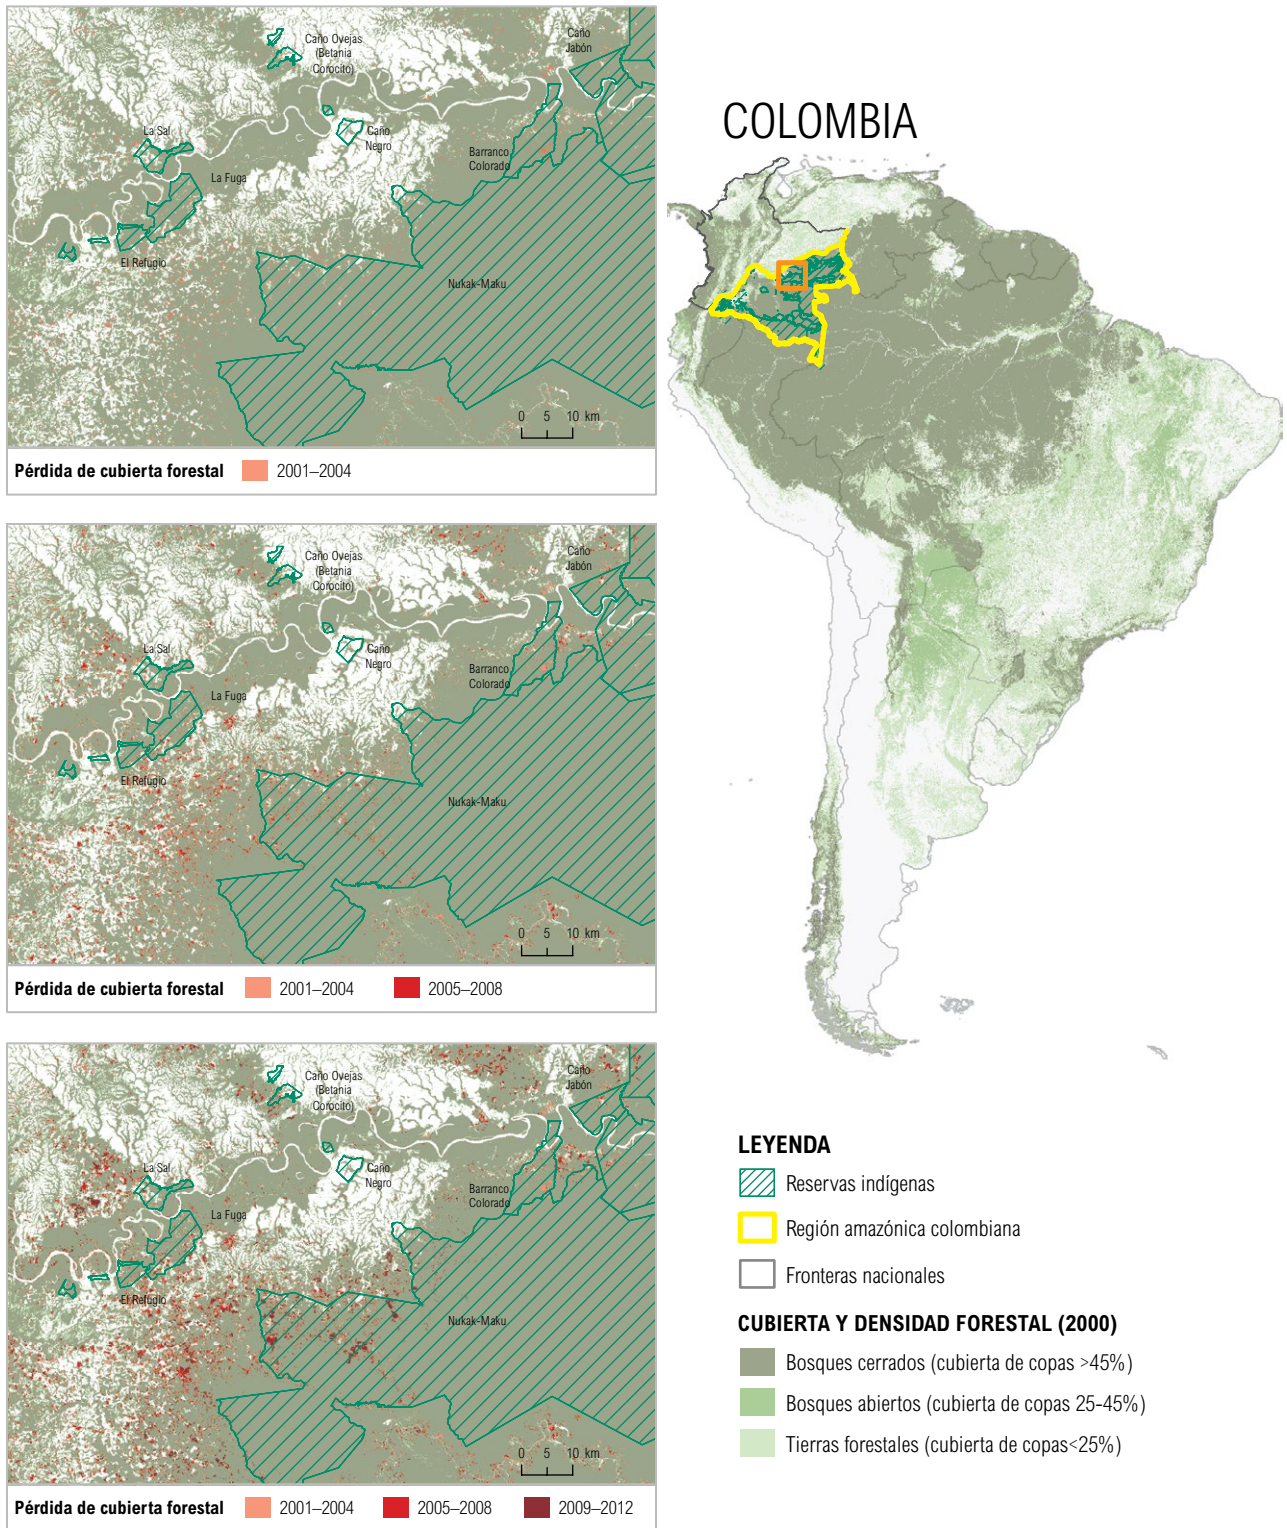 Caño Ovejas
(Betania
Corocito)
Caño
Jabón
La Sal
Caño
Negro
Barranco
Colorado
La Fuga
El Refugio
Nukak-Maku
0 5 10 km
Pérdida de cubierta forestal 2001–2004
Caño Ovejas
(Betania
Corocito)
Caño
Jabón
La Sal
Caño
Negro
Barranco
Colorado
La Fuga
El Refugio
Nukak-Maku
0 5 10 km
Pérdida de cubierta forestal 2001–2004 2005–2008
Caño Ovejas
(Betania
Corocito)
Caño
Jabón
La Sal
Caño
Negro
Barranco
Colorado
La Fuga
El Refugio
Nukak-Maku
0 5 10 km
Pérdida de cubierta forestal 2001–2004 2005–2008 2009–2012
COLOMBIA
LEYENDA
Reservas indígenas
Región amazónica colombiana
Fronteras nacionales
CUBIERTA Y DENSIDAD FORESTAL (2000)
Bosques cerrados (cubierta de copas >45%)
Bosques abiertos (cubierta de copas 25-45%)
Tierras forestales (cubierta de copas<25%)